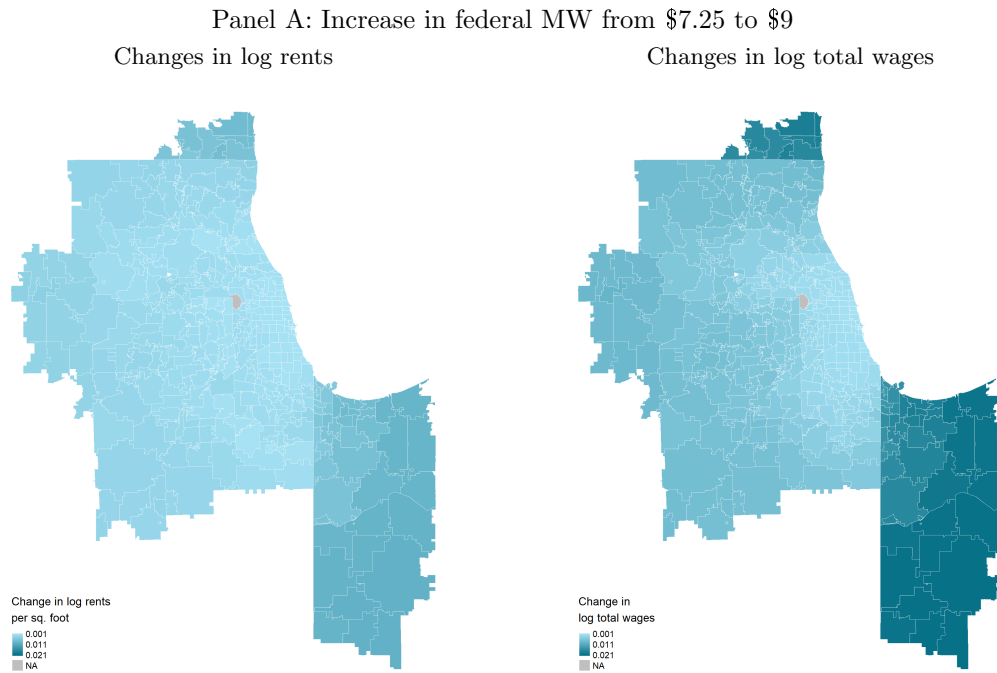 Panel A: Increase in federal MW from $7.25 to $9
Changes in log rents
Changes in log total wages
Change in log rents
per sq. foot
0.001
0.011
0.021
NA
Change in
log total wages
0.001
0.011
0.021
NA